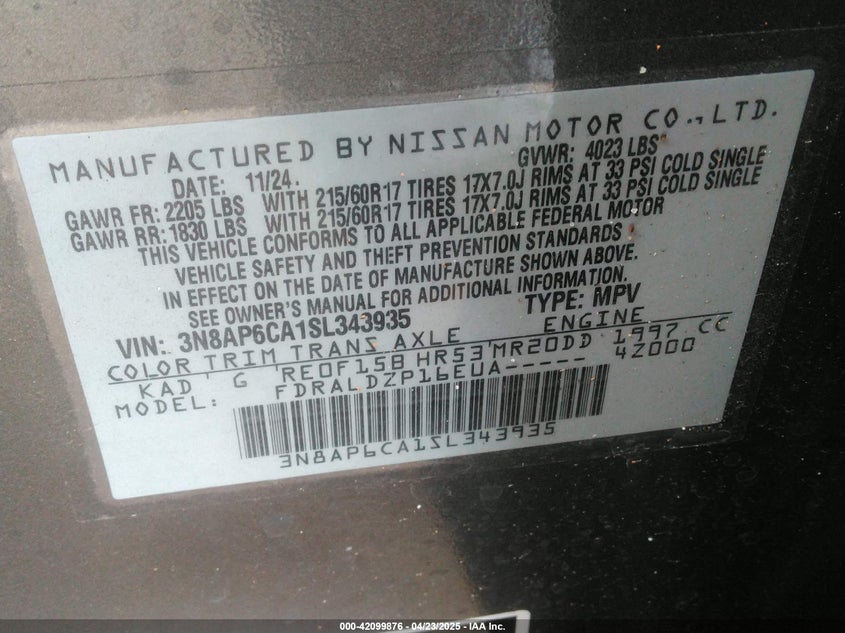 MANUFACTURED BY NISSAN MOTOR CO., LTD.
DATE: 11/24. GVWR: 4023 LBS
GAWR FR: 2205 LBS WITH 215/60R17 TIRES 17X7.0J RIMS AT 33 PSI COLD SINGLE
GAWR RR: 1830 LBS WITH 215/60R17 TIRES 17X7.0J RIMS AT 33 PSI COLD SINGLE
THIS VEHICLE CONFORMS TO ALL APPLICABLE FEDERAL MOTOR
VEHICLE SAFETY AND THEFT PREVENTION STANDARDS
IN EFFECT ON THE DATE OF MANUFACTURE SHOWN ABOVE.
SEE OWNER'S MANUAL FOR ADDITIONAL INFORMATION.
VIN: 3N8AP6CA1SL343935 TYPE: MPV
COLOR TRIM TRANS AXLE ENGINE
KAD G RE0F15B HR53 MR20DD 1997 CC
MODEL: FDRALDZP16EUA----- 4Z000
3N8AP6CA1SL343935
000-42099876 - 04/23/2025 - IAA Inc.